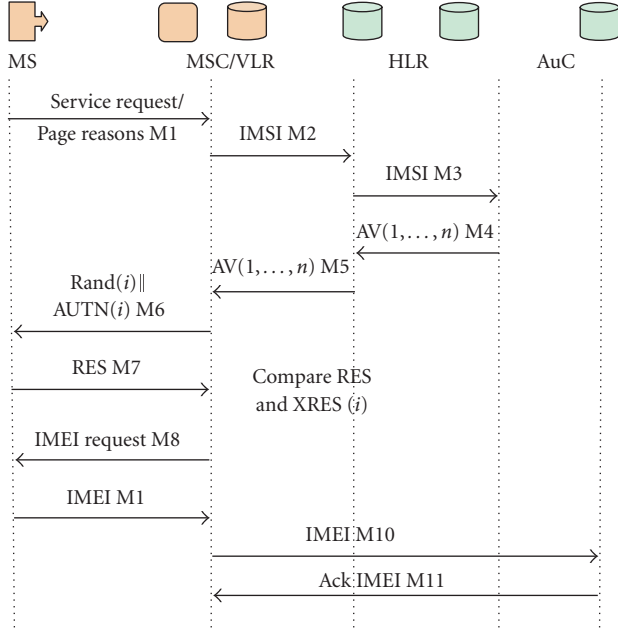 MS
MSC/VLR
HLR
AuC
Service request/
Page reasons M1
IMSI M2
IMSI M3
AV(1,...,n) M4
AV(1,...,n) M5
Rand(i)||
AUTN(i) M6
RES M7
Compare RES
and XRES (i)
IMEI request M8
IMEI M1
IMEI M10
Ack IMEI M11